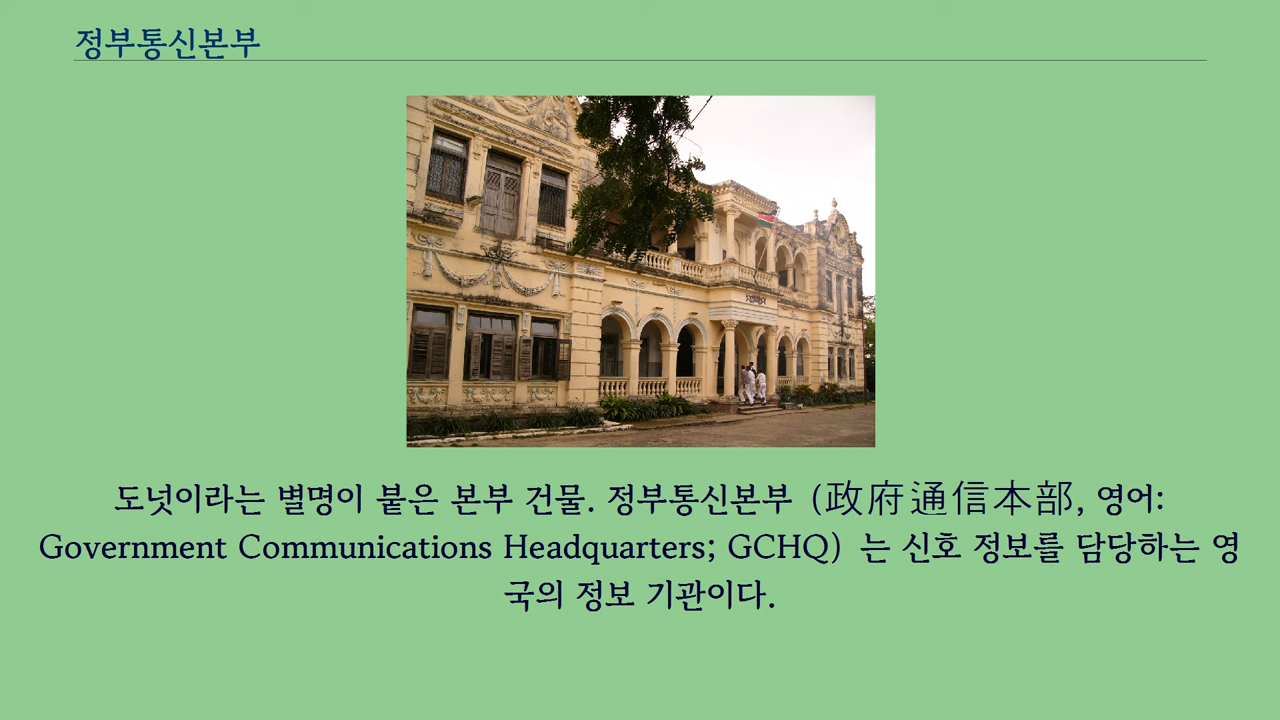 정부통신본부
도넛이라는 별명이 붙은 본부 건물. 정부통신본부 (政府通信本部, 영어:
Government Communications Headquarters; GCHQ) 는 신호 정보를 담당하는 영
국의 정보 기관이다.